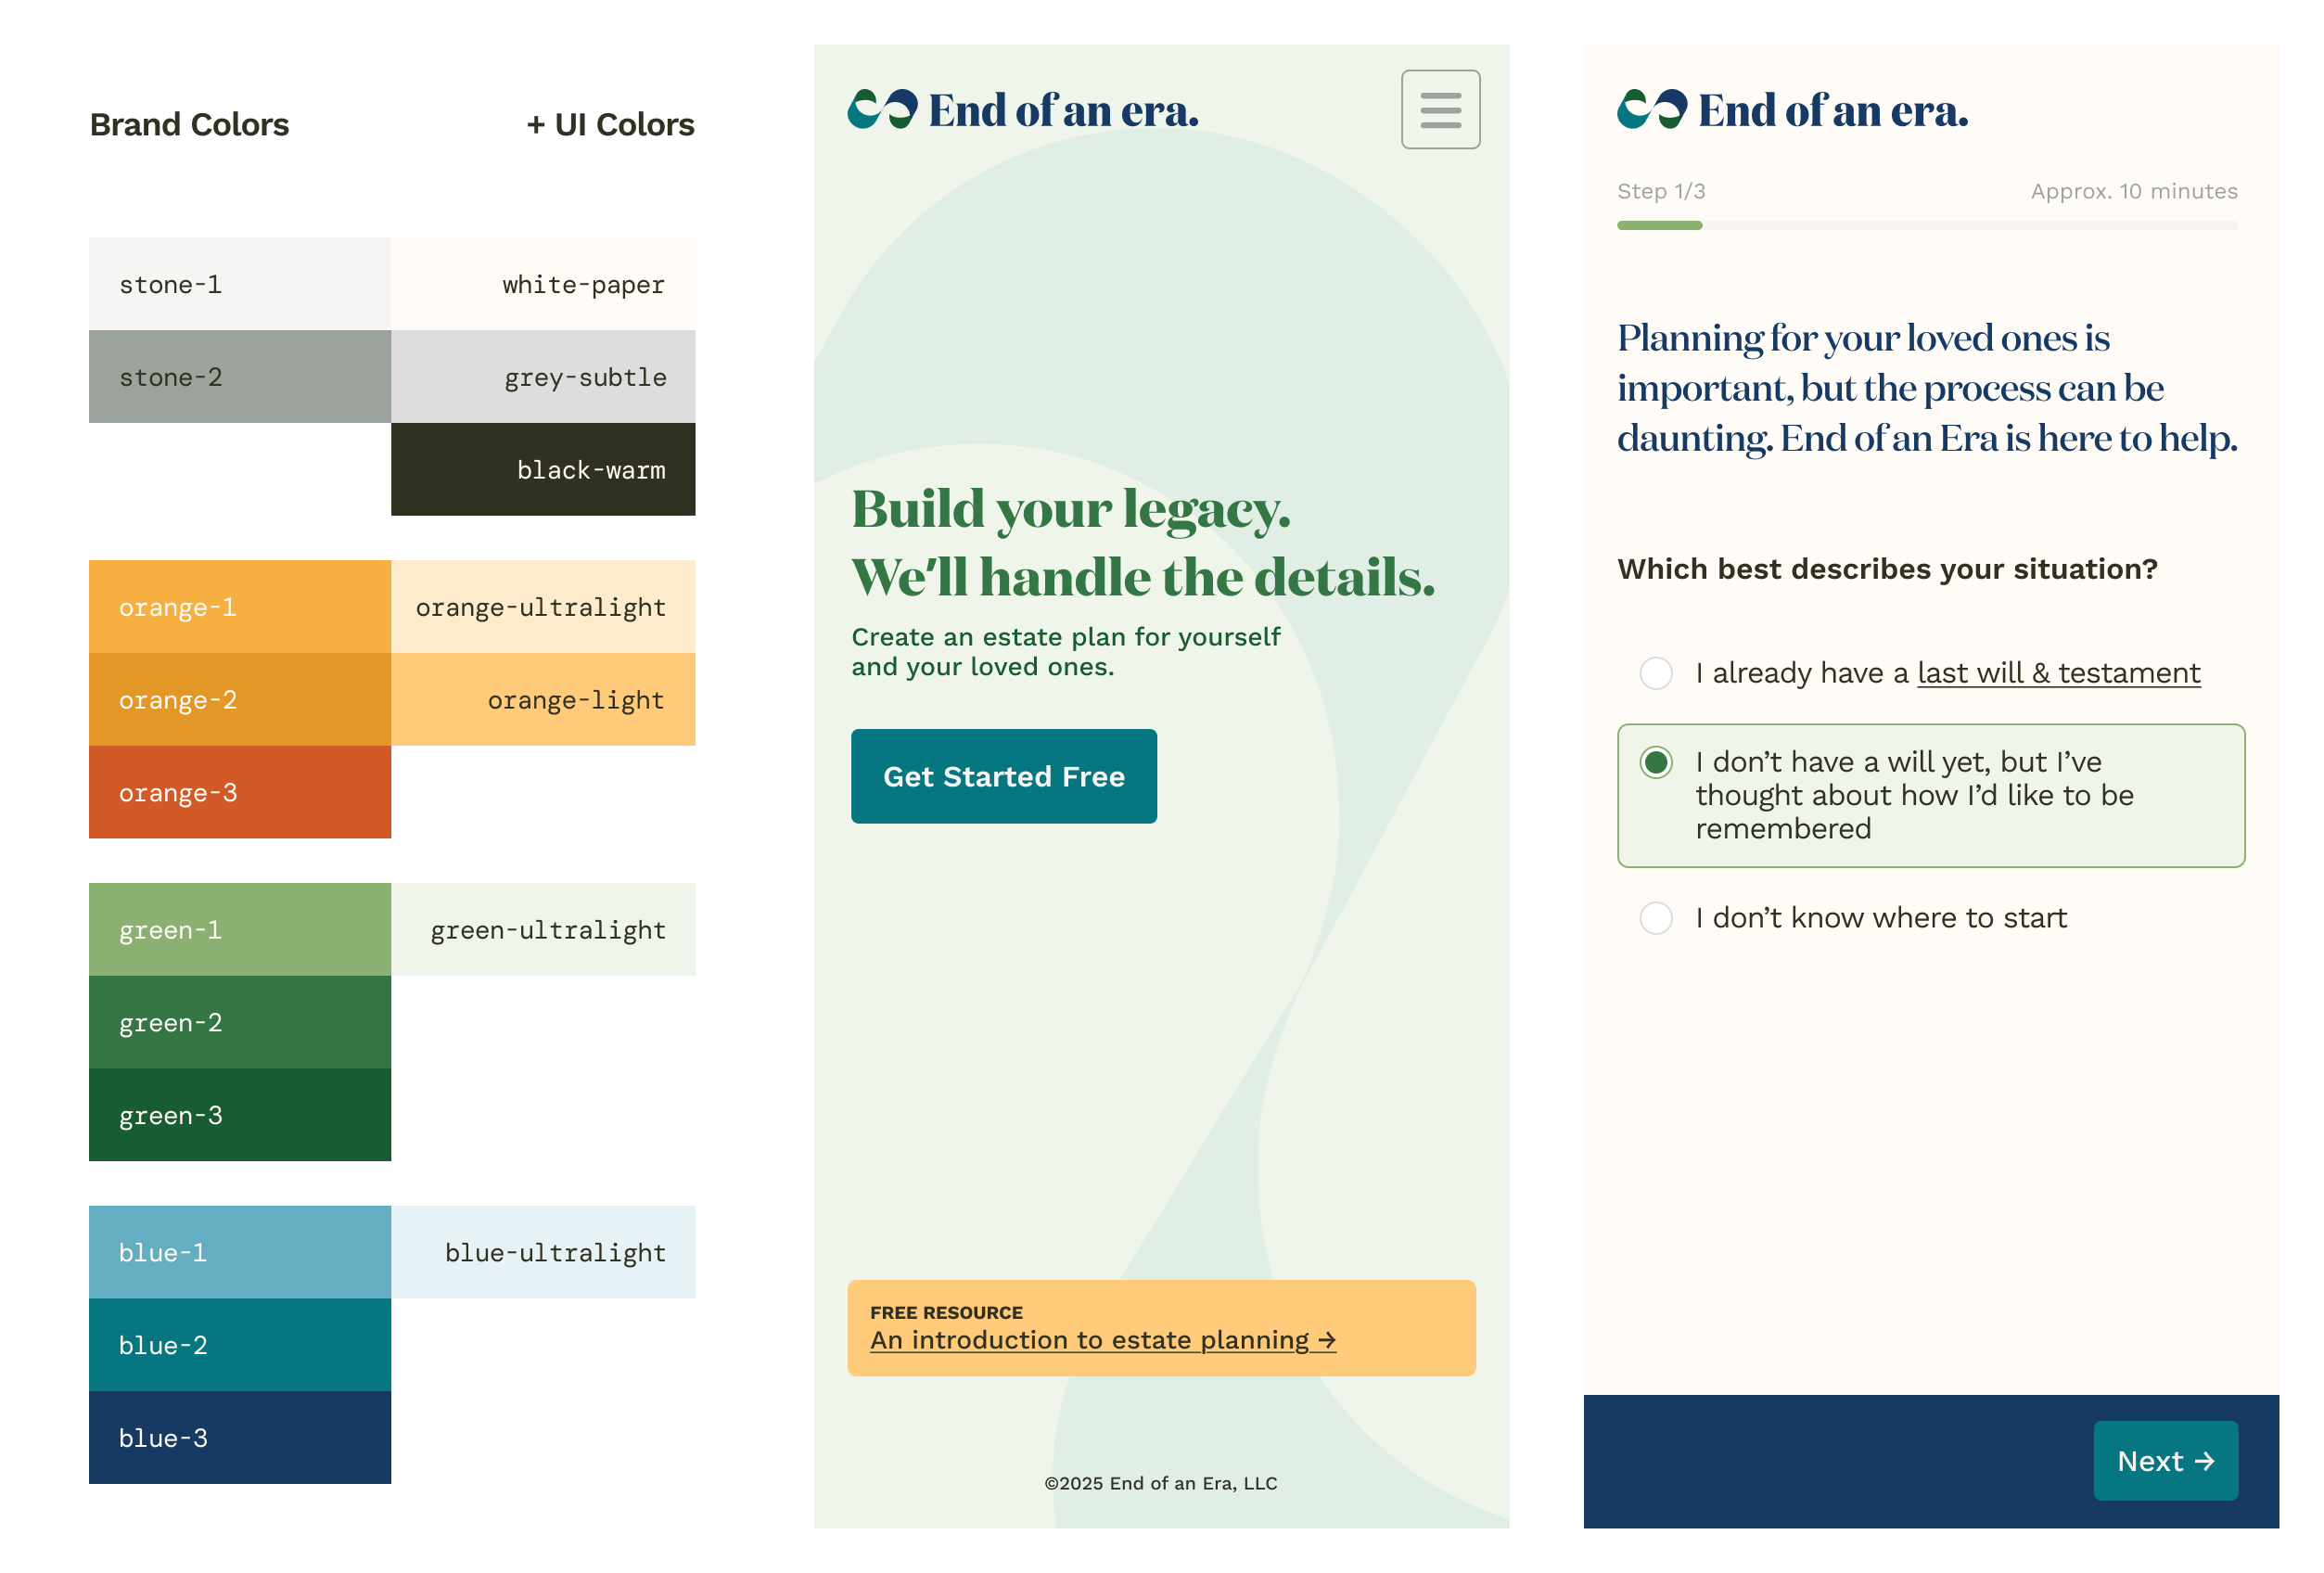 Brand Colors
+ UI Colors
stone-1
white-paper
stone-2
grey-subtle
black-warm
orange-1
orange-ultralight
orange-2
orange-light
orange-3
green-1
green-ultralight
green-2
green-3
blue-1
blue-ultralight
blue-2
blue-3
End of an era.
Build your legacy.
We'll handle the details.
Create an estate plan for yourself
and your loved ones.
Get Started Free
FREE RESOURCE
An introduction to estate planning →
©2025 End of an Era, LLC
End of an era.
Step 1/3
Approx. 10 minutes
Planning for your loved ones is
important, but the process can be
daunting. End of an Era is here to help.
Which best describes your situation?
I already have a last will & testament
I don’t have a will yet, but I’ve
thought about how I’d like to be
remembered
I don’t know where to start
Next →